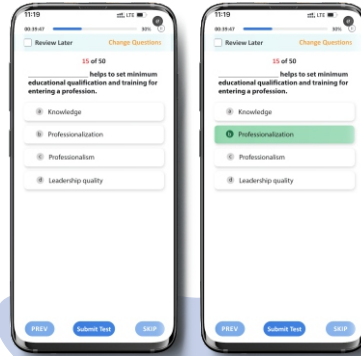 11:19
LTE
00:39:47
30%
Review Later
Change Questions
15 of 50
____________ helps to set minimum
educational qualification and training for
entering a profession.
a Knowledge
b Professionalization
c Professionalism
d Leadership quality
PREV
Submit Test
SKIP
11:19
LTE
00:39:47
30%
Review Later
Change Questions
15 of 50
____________ helps to set minimum
educational qualification and training for
entering a profession.
a Knowledge
b Professionalization
c Professionalism
d Leadership quality
PREV
Submit Test
SKIP